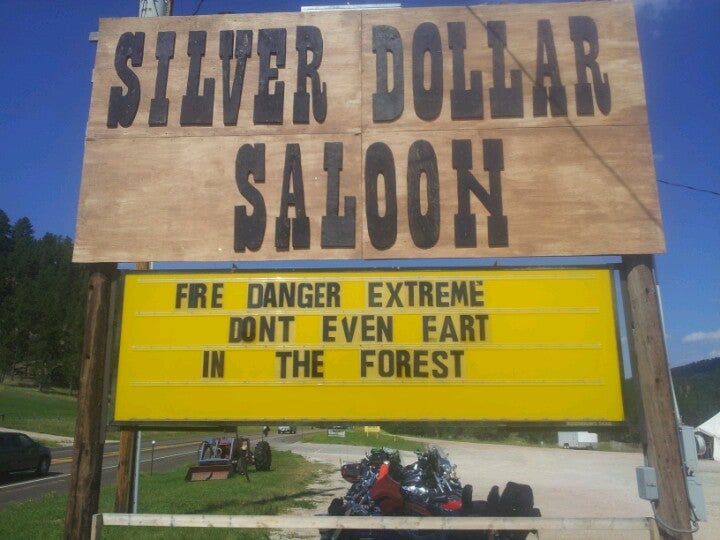 SILVER DOLLAR
SALOON
FIRE DANGER EXTREME
DONT EVEN FART
IN THE FOREST